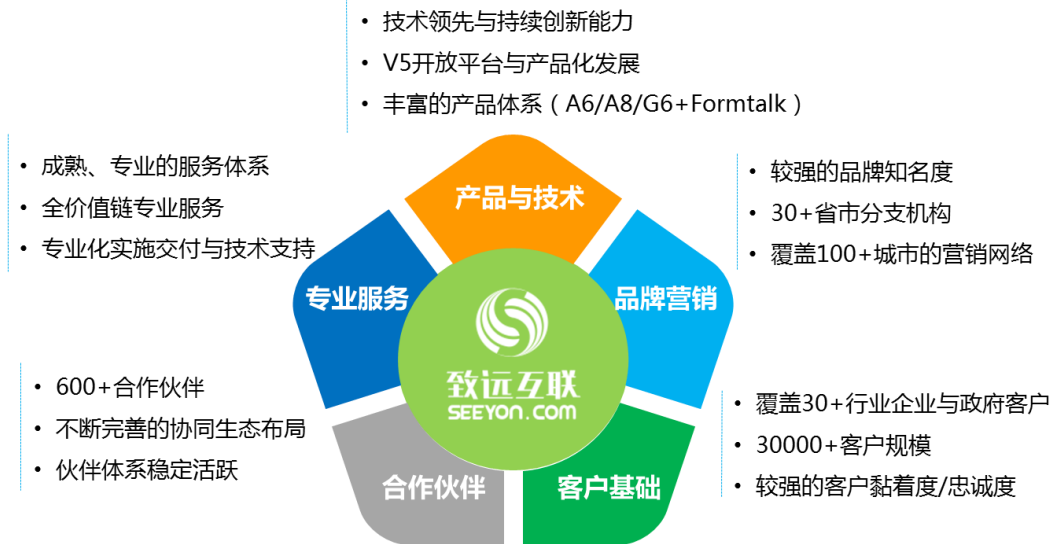 • 技术领先与持续创新能力
• V5开放平台与产品化发展
• 丰富的产品体系（A6/A8/G6+Formtalk）
产品与技术
• 成熟、专业的服务体系
• 全价值链专业服务
• 专业化实施交付与技术支持
专业服务
• 较强的品牌知名度
• 30+省市分支机构
• 覆盖100+城市的营销网络
品牌营销
致远互联
SEEYON.COM
• 600+合作伙伴
• 不断完善的协同生态布局
• 伙伴体系稳定活跃
合作伙伴
• 覆盖30+行业企业与政府客户
• 30000+客户规模
• 较强的客户黏着度/忠诚度
客户基础